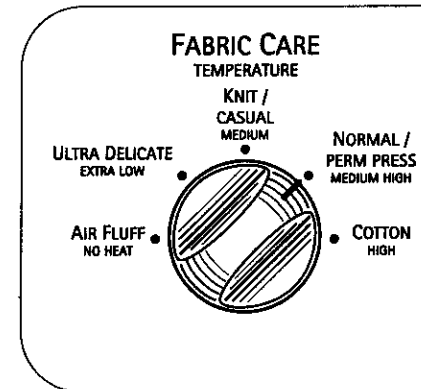 FABRIC CARE
TEMPERATURE
KNIT /
CASUAL
MEDIUM
NORMAL /
PERM PRESS
MEDIUM HIGH
ULTRA DELICATE
EXTRA LOW
AIR FLUFF
NO HEAT
COTTON
HIGH